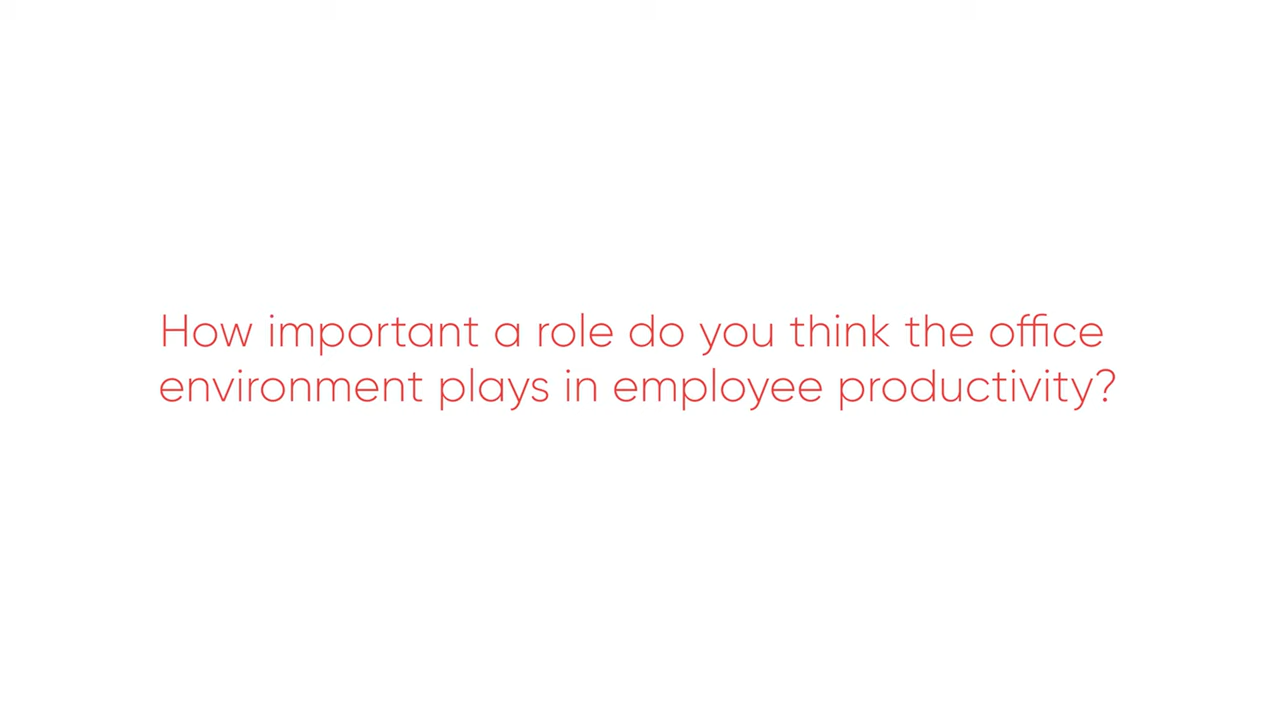 How important a role do you think the office
environment plays in employee productivity?